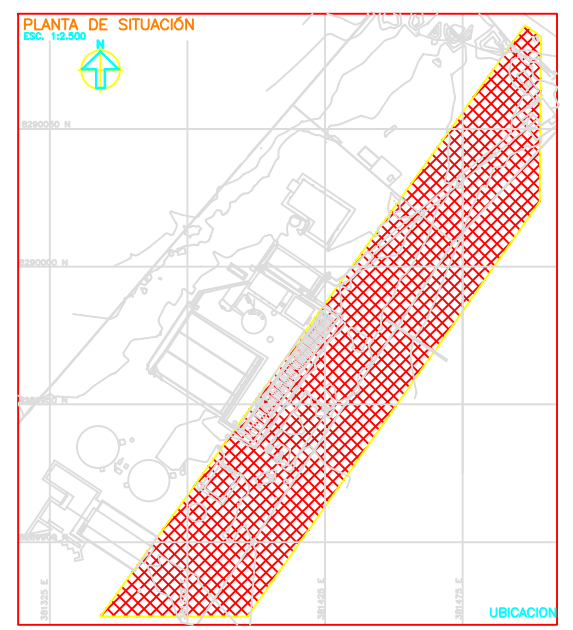 PLANTA DE SITUACIÓN
ESC. 1:2.500
N
8290050 N
8290000 N
381325 E
381425 E
381475 E
UBICACION